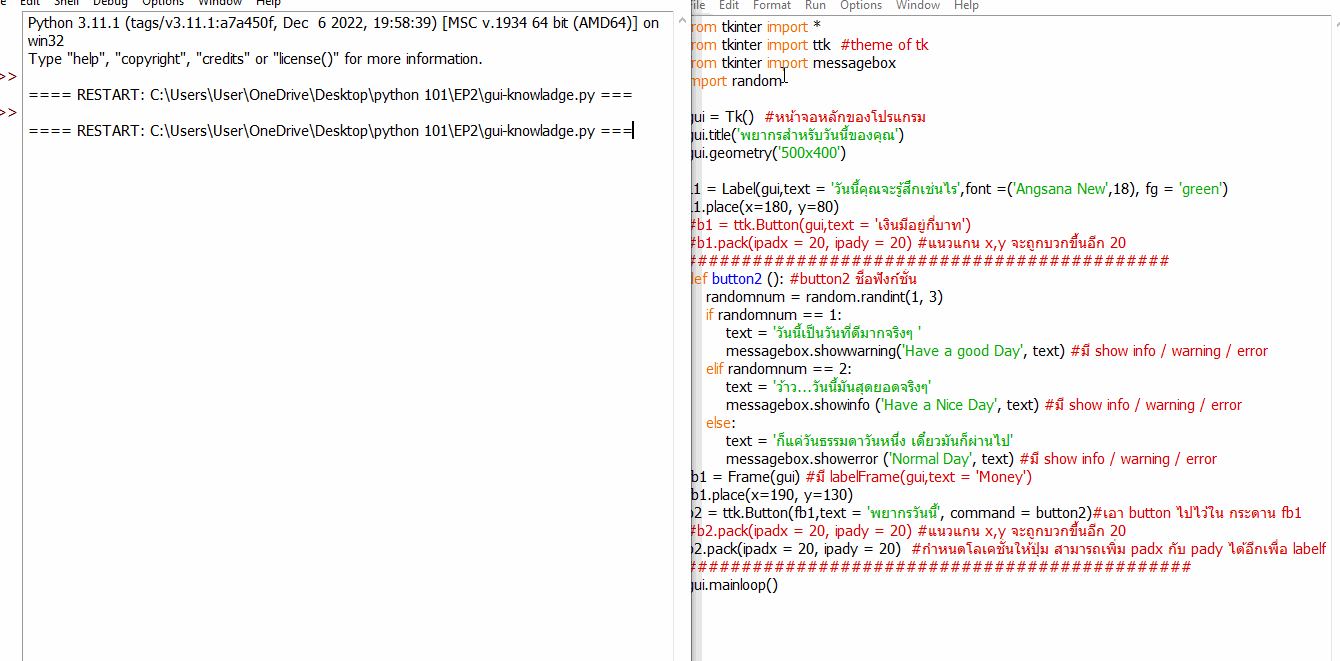 Edit Shell Debug Options Window Help
Python 3.11.1 (tags/v3.11.1:a7a450f, Dec 6 2022, 19:58:39) [MSC v.1934 64 bit (AMD64)] on
win32
Type "help", "copyright", "credits" or "license()" for more information.
>>
==== RESTART: C:\Users\User\OneDrive\Desktop\python 101\EP2\gui-knowladge.py ===
>>
==== RESTART: C:\Users\User\OneDrive\Desktop\python 101\EP2\gui-knowladge.py ===
ile Edit Format Run Options Window Help
rom tkinter import *
rom tkinter import ttk #theme of tk
rom tkinter import messagebox
mport random
gui = Tk() #หน้าจอหลักของโปรแกรม
gui.title('พยากรสำหรับวันนี้ของคุณ')
gui.geometry('500x400')
L1 = Label(gui,text = 'วันนี้คุณจะรู้สึกเช่นไร',font =('Angsana New',18), fg = 'green')
L1.place(x=180, y=80)
#b1 = ttk.Button(gui,text = 'เงินมีอยู่กี่บาท')
#b1.pack(ipadx = 20, ipady = 20) #แนวแกน x,y จะถูกบวกขึ้นอีก 20
############################################
def button2 (): #button2 ชื่อฟังก์ชั่น
randomnum = random.randint(1, 3)
if randomnum == 1:
text = 'วันนี้เป็นวันที่ดีมากจริงๆ '
messagebox.showwarning('Have a good Day', text) #มี show info / warning / error
elif randomnum == 2:
text = 'ว้าว...วันนี้มันสุดยอดจริงๆ'
messagebox.showinfo ('Have a Nice Day', text) #มี show info / warning / error
else:
text = 'ก็แค่วันธรรมดาวันหนึ่ง เดี๋ยวมันก็ผ่านไป'
messagebox.showerror ('Normal Day', text) #มี show info / warning / error
fb1 = Frame(gui) #มี labelFrame(gui,text = 'Money')
fb1.place(x=190, y=130)
b2 = ttk.Button(fb1,text = 'พยากรวันนี้', command = button2)#เอา button ไปไว้ใน กระดาน fb1
#b2.pack(ipadx = 20, ipady = 20) #แนวแกน x,y จะถูกบวกขึ้นอีก 20
b2.pack(ipadx = 20, ipady = 20) #กำหนดโลเคชั่นให้ปุ่ม สามารถเพิ่ม padx กับ pady ได้อีกเพื่อ labelf
##############################################
gui.mainloop()